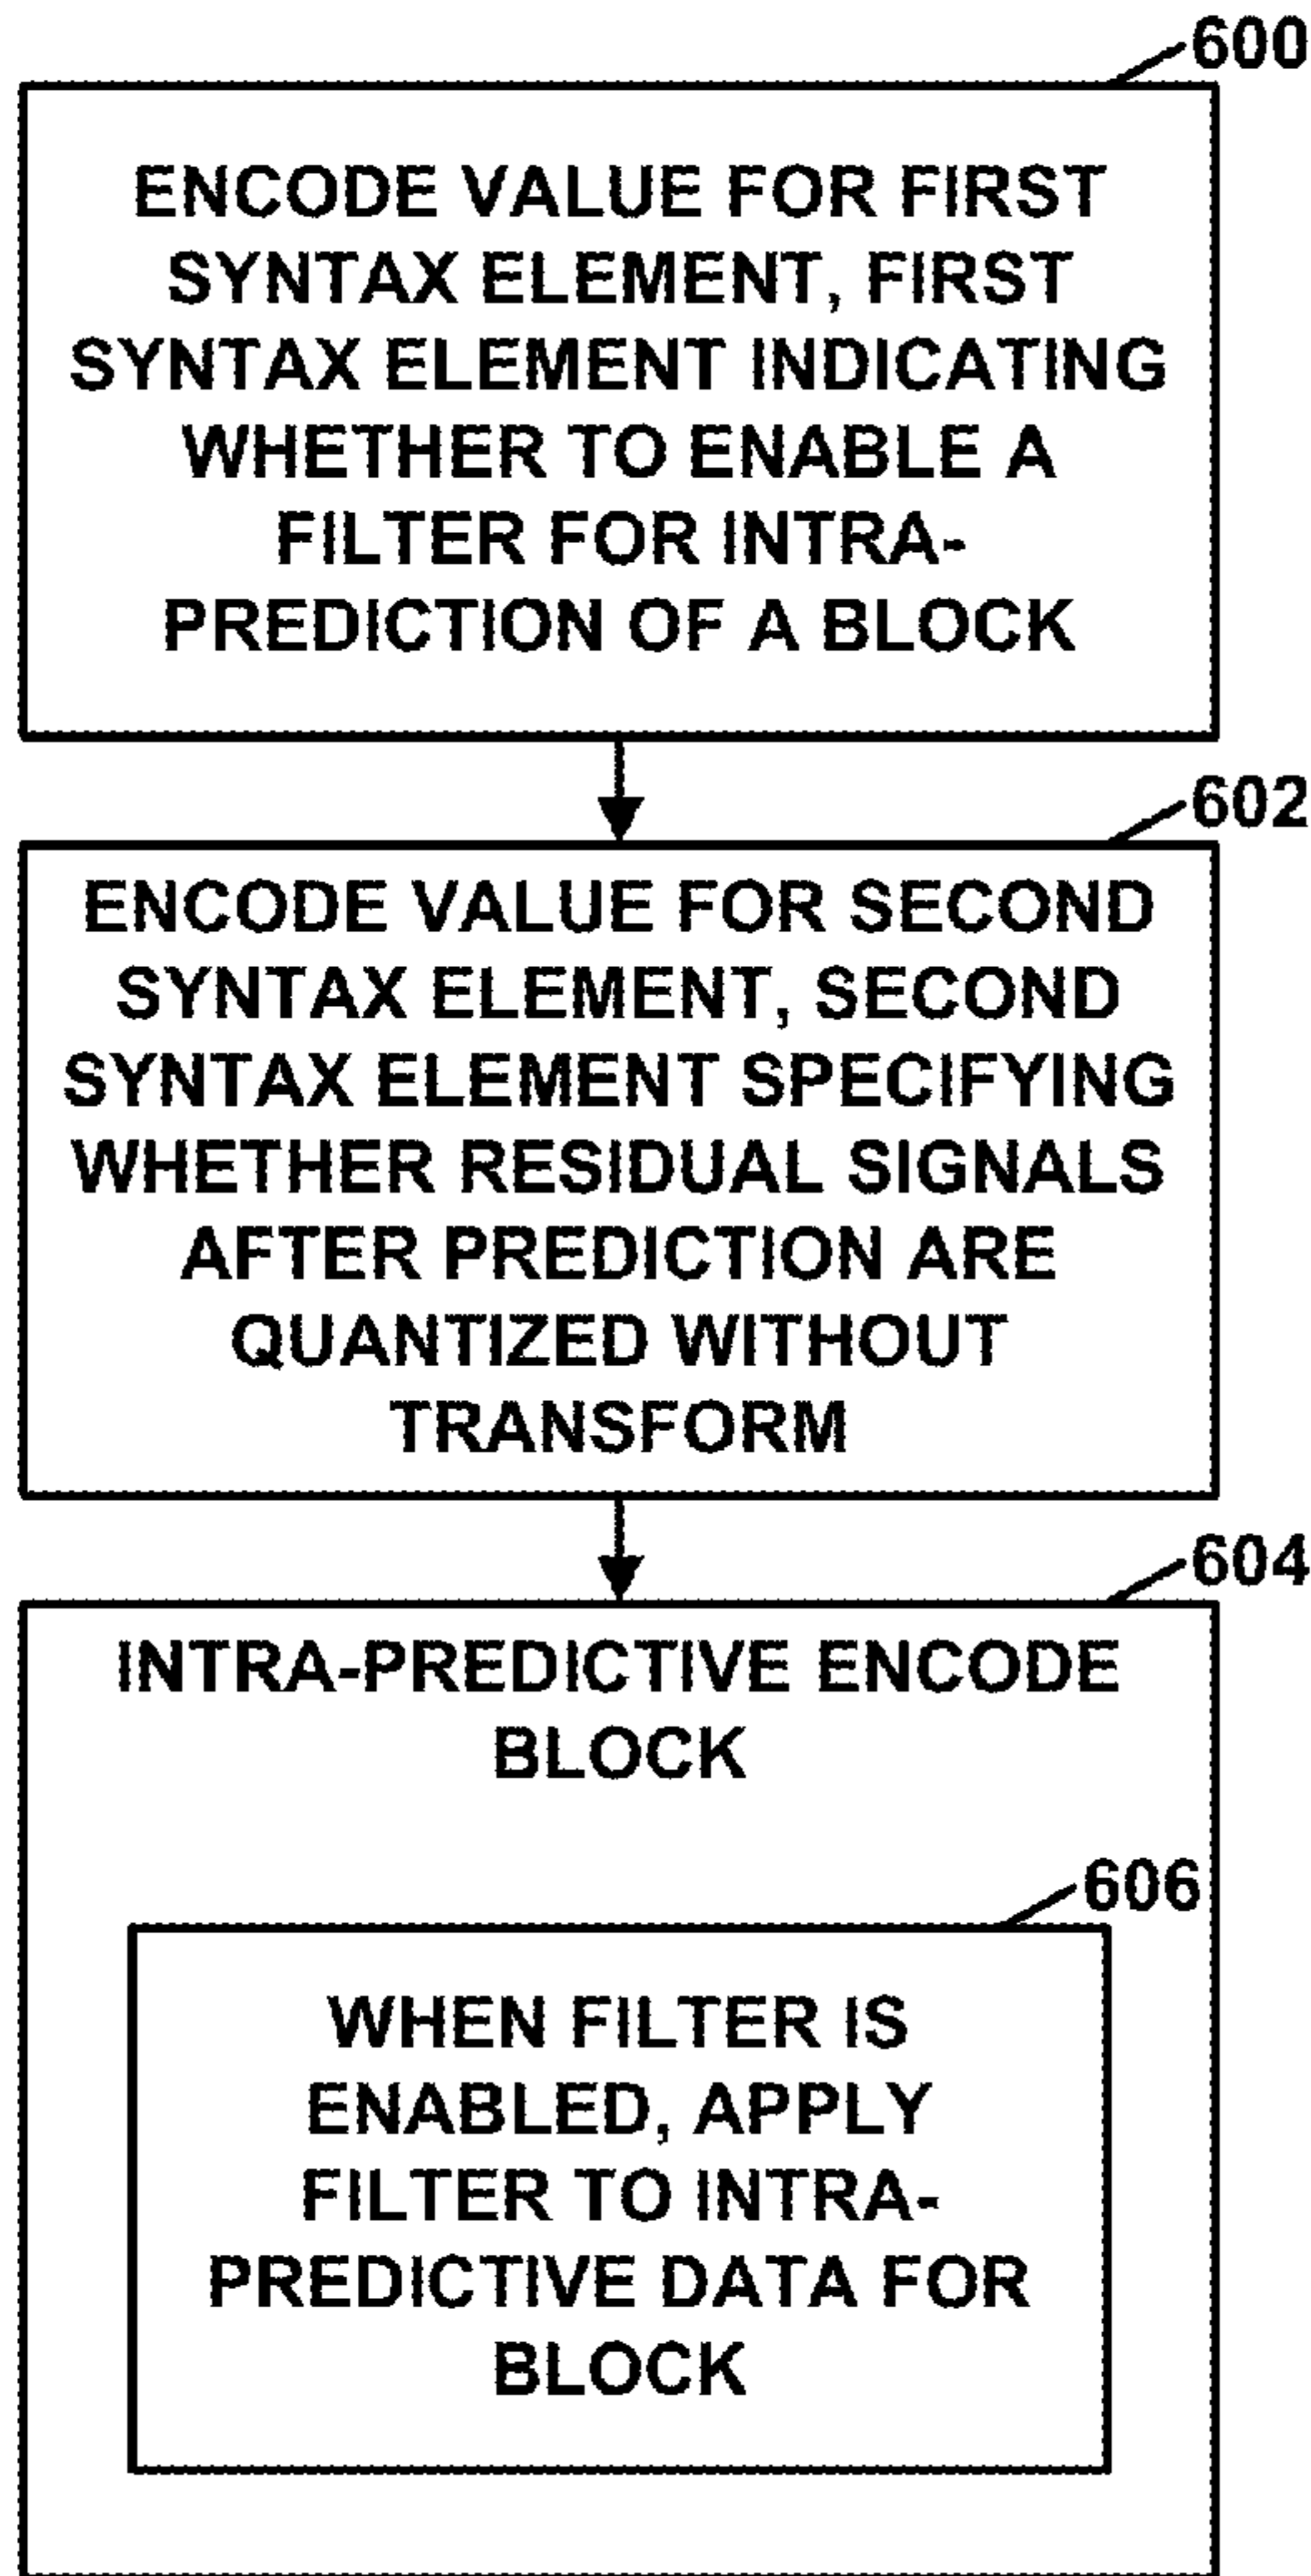 600
ENCODE VALUE FOR FIRST
SYNTAX ELEMENT, FIRST
SYNTAX ELEMENT INDICATING
WHETHER TO ENABLE A
FILTER FOR INTRA-
PREDICTION OF A BLOCK
602
ENCODE VALUE FOR SECOND
SYNTAX ELEMENT, SECOND
SYNTAX ELEMENT SPECIFYING
WHETHER RESIDUAL SIGNALS
AFTER PREDICTION ARE
QUANTIZED WITHOUT
TRANSFORM
604
INTRA-PREDICTIVE ENCODE
BLOCK
606
WHEN FILTER IS
ENABLED, APPLY
FILTER TO INTRA-
PREDICTIVE DATA FOR
BLOCK